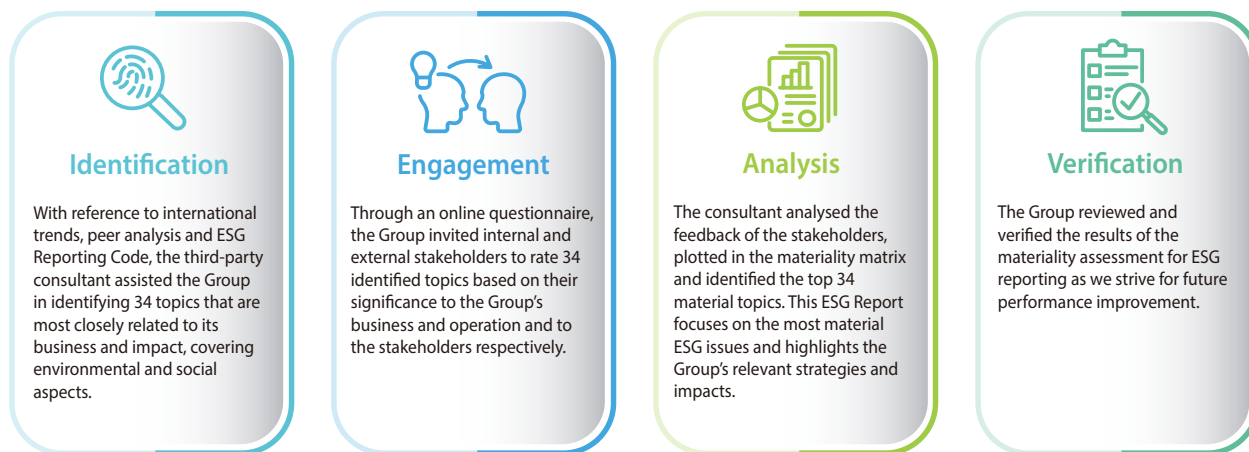 Identification
With reference to international
trends, peer analysis and ESG
Reporting Code, the third-party
consultant assisted the Group
in identifying 34 topics that are
most closely related to its
business and impact, covering
environmental and social
aspects.
Engagement
Through an online questionnaire,
the Group invited internal and
external stakeholders to rate 34
identified topics based on their
significance to the Group’s
business and operation and to
the stakeholders respectively.
Analysis
The consultant analysed the
feedback of the stakeholders,
plotted in the materiality matrix
and identified the top 34
material topics. This ESG Report
focuses on the most material
ESG issues and highlights the
Group’s relevant strategies and
impacts.
Verification
The Group reviewed and
verified the results of the
materiality assessment for ESG
reporting as we strive for future
performance improvement.